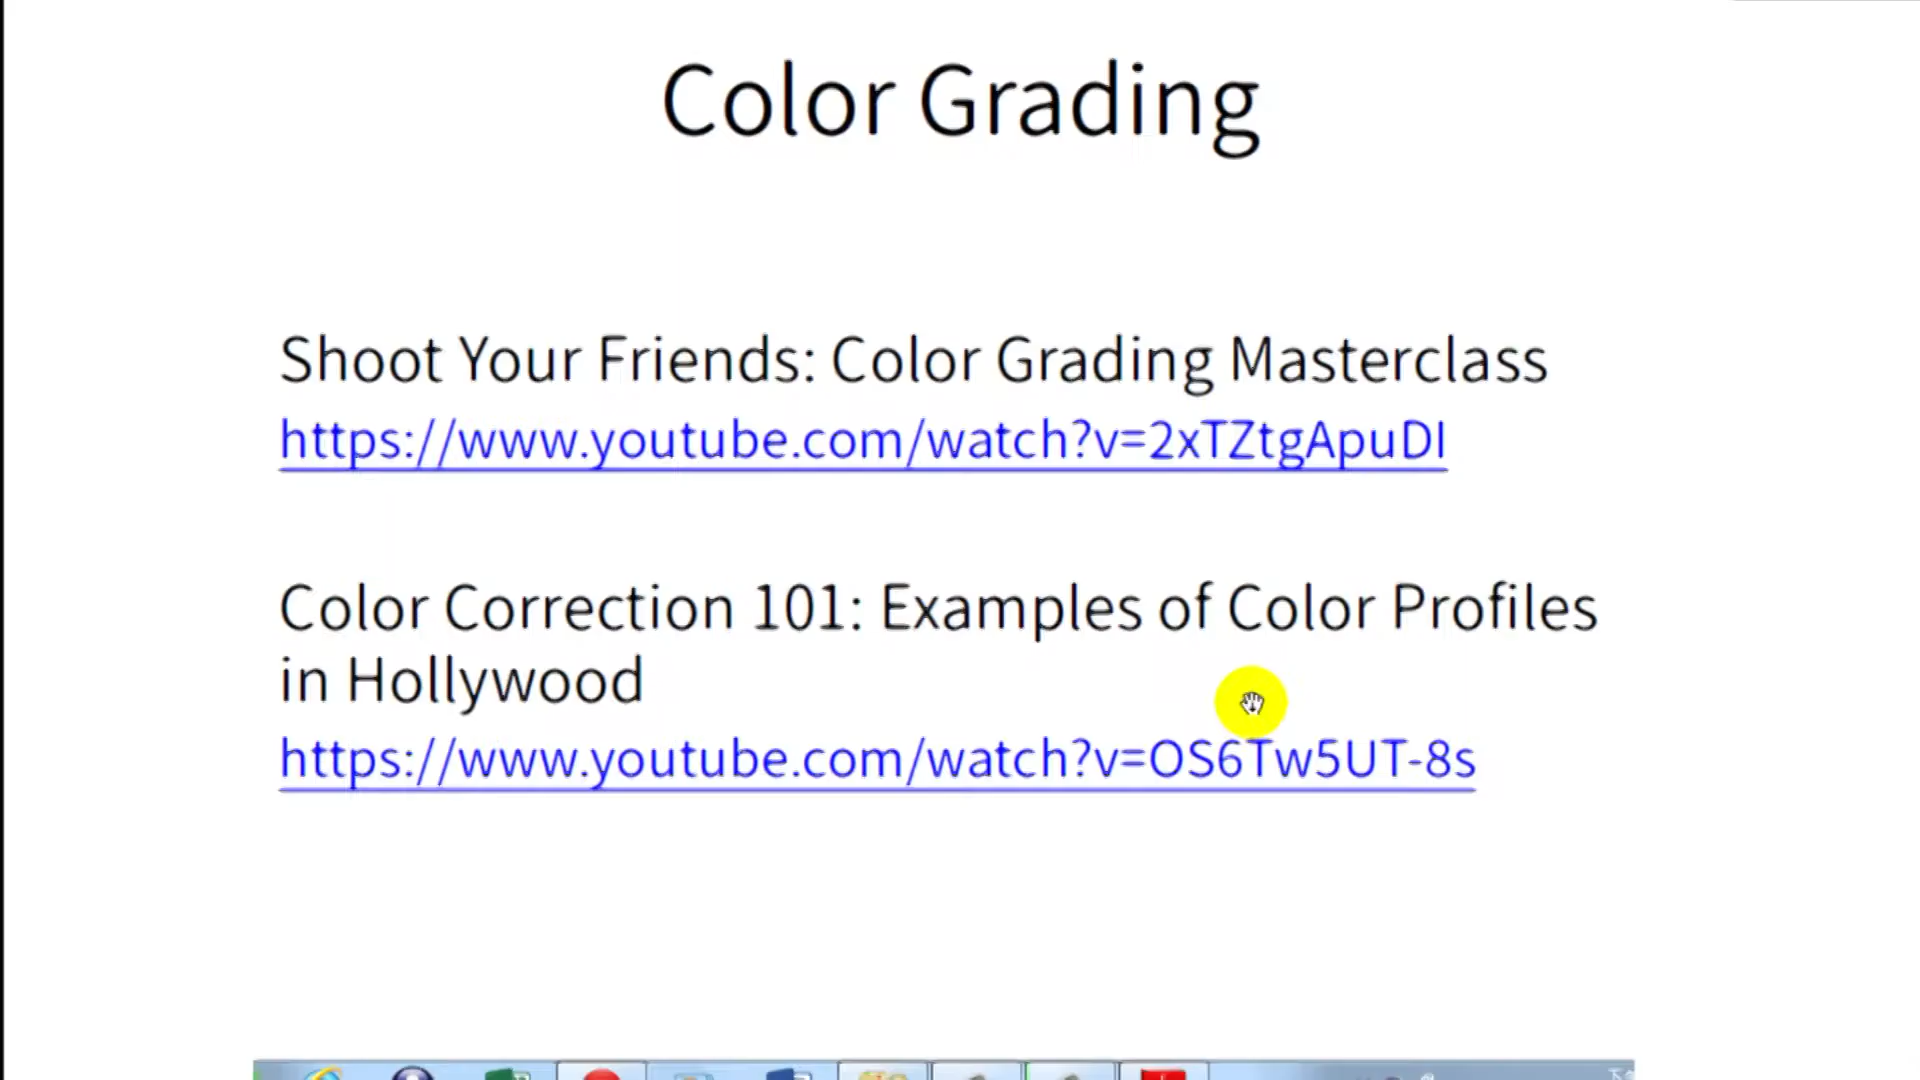 Color Grading
Shoot Your Friends: Color Grading Masterclass
https://www.youtube.com/watch?v=2xTZtgApuDI
Color Correction 101: Examples of Color Profiles
in Hollywood
https://www.youtube.com/watch?v=OS6Tw5UT-8s